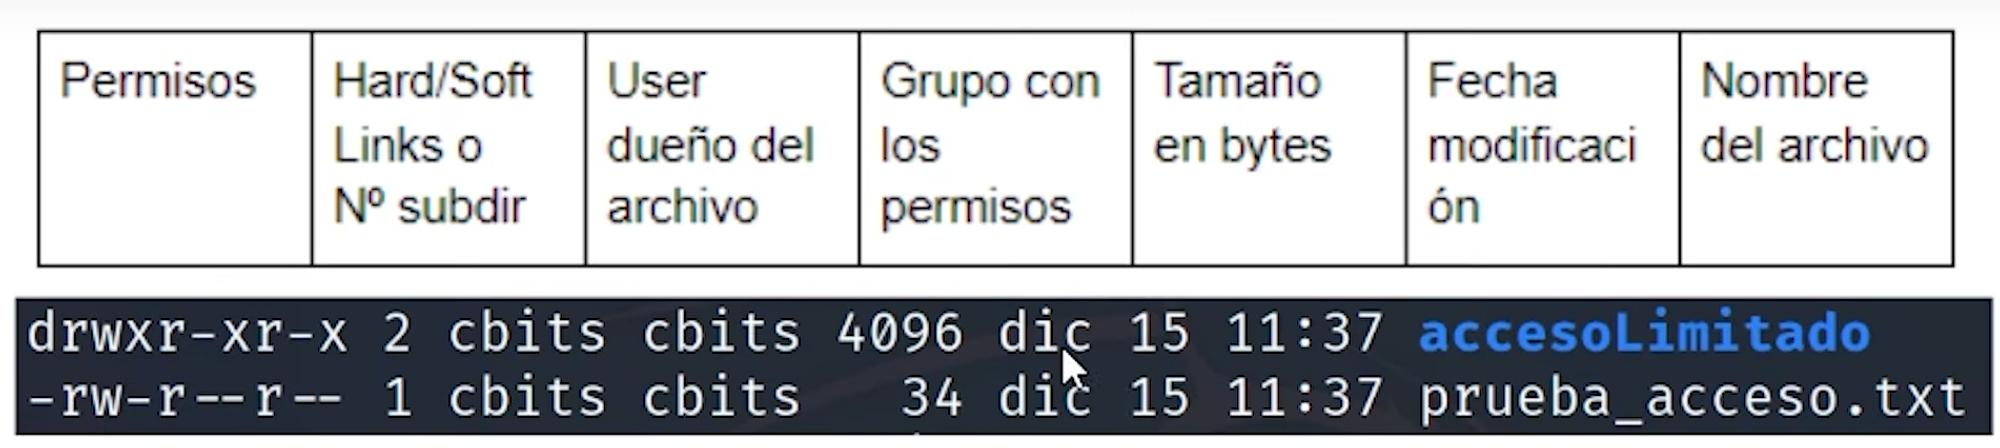 Permisos
Hard/Soft
Links o
Nº subdir
User
dueño del
archivo
Grupo con
los
permisos
Tamaño
en bytes
Fecha
modificaci
ón
Nombre
del archivo
drwxr-xr-x 2 cbits cbits 4096 dic 15 11:37 accesoLimitado
-rw-r--r-- 1 cbits cbits 34 dic 15 11:37 prueba_acceso.txt